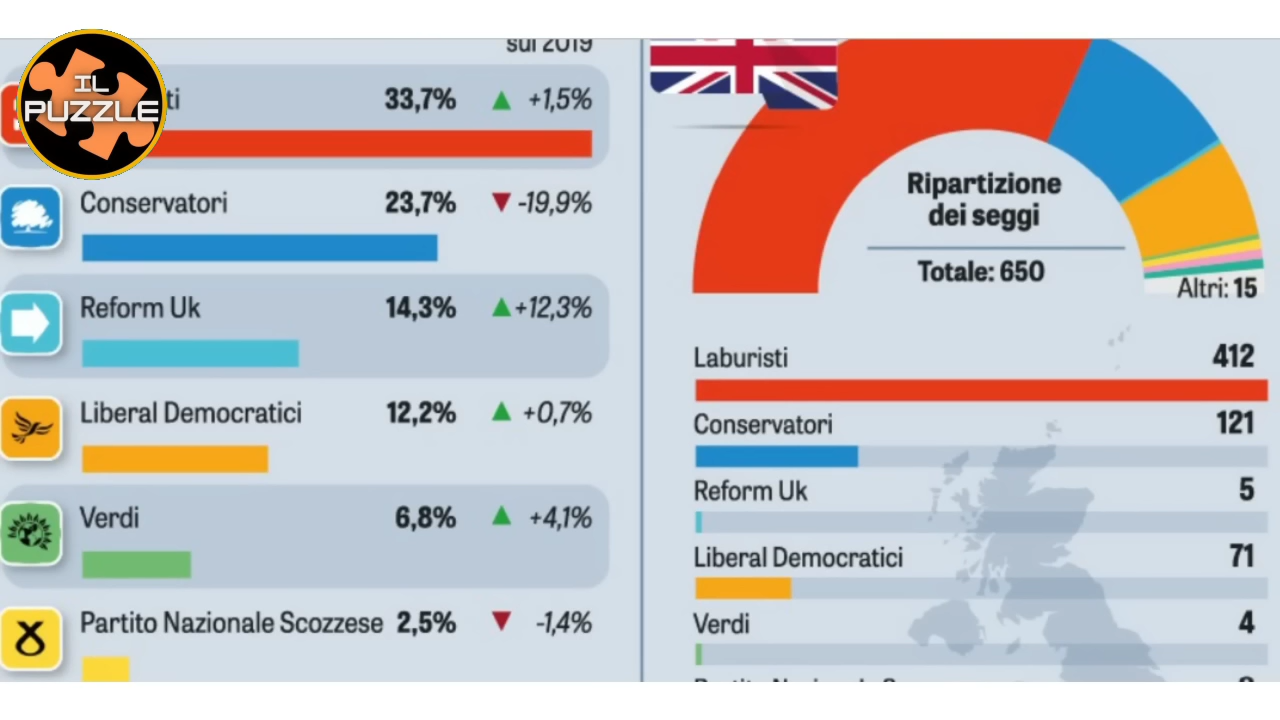 IL
PUZZLE
sul 2019
33,7% ▲ +1,5%
Conservatori 23,7% ▼ -19,9%
Reform Uk 14,3% ▲ +12,3%
Liberal Democratici 12,2% ▲ +0,7%
Verdi 6,8% ▲ +4,1%
Partito Nazionale Scozzese 2,5% ▼ -1,4%
Ripartizione
dei seggi
Totale: 650
Altri: 15
Laburisti 412
Conservatori 121
Reform Uk 5
Liberal Democratici 71
Verdi 4